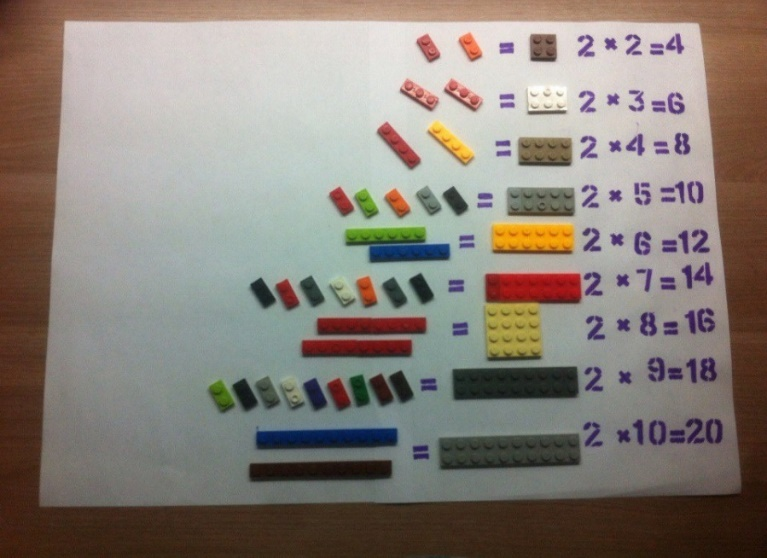 = 2 × 2 = 4
= 2 × 3 = 6
= 2 × 4 = 8
= 2 × 5 = 10
= 2 × 6 = 12
= 2 × 7 = 14
= 2 × 8 = 16
= 2 × 9 = 18
= 2 × 10 = 20